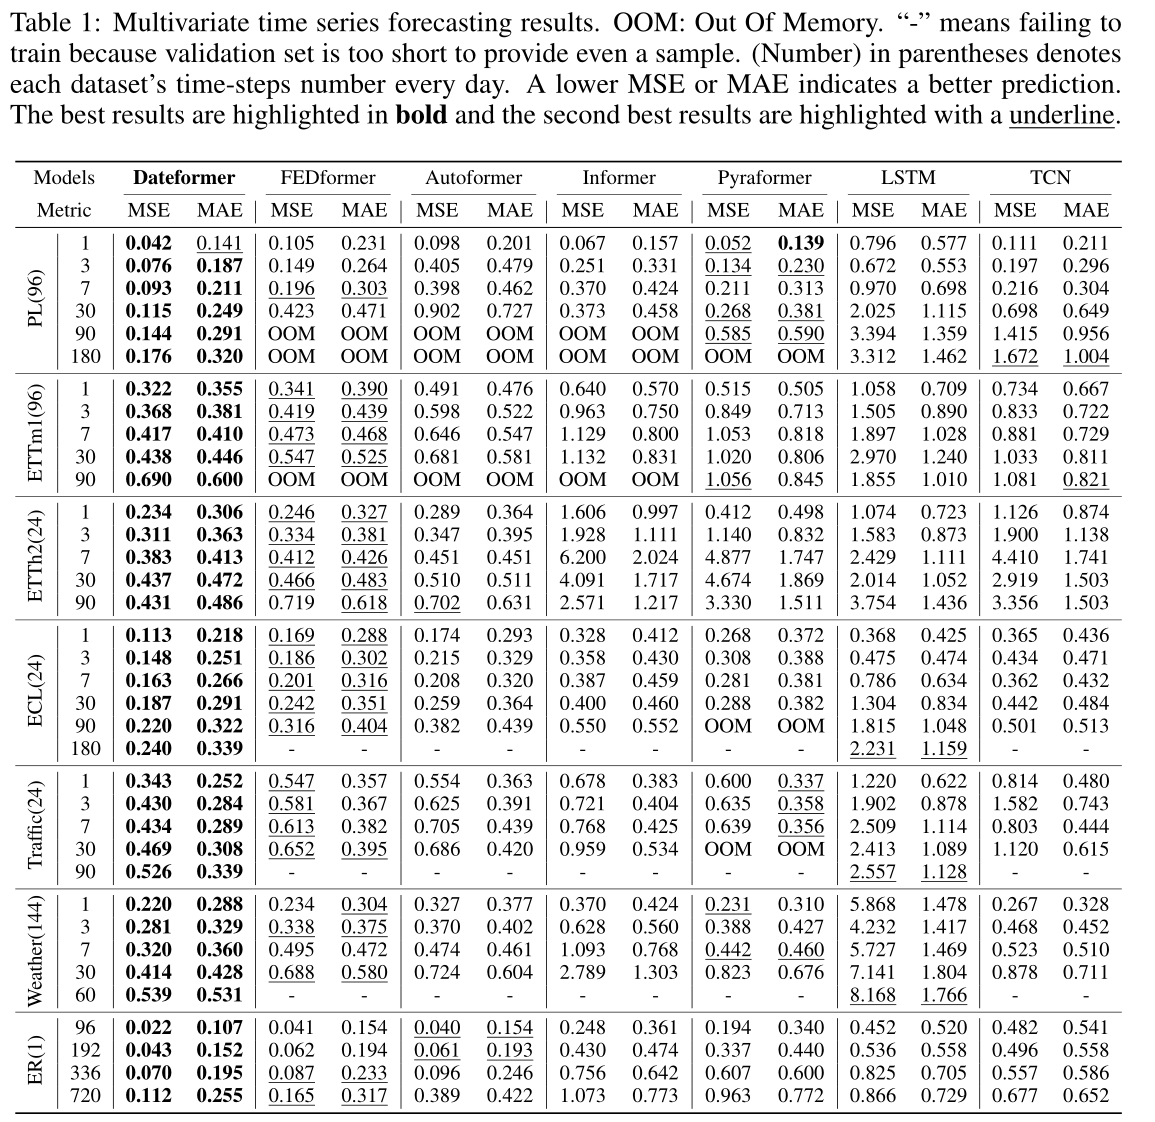 Table 1: Multivariate time series forecasting results. OOM: Out Of Memory. “-” means failing to
train because validation set is too short to provide even a sample. (Number) in parentheses denotes
each dataset’s time-steps number every day. A lower MSE or MAE indicates a better prediction.
The best results are highlighted in bold and the second best results are highlighted with a underline.
Models Dateformer FEDformer Autoformer Informer Pyraformer LSTM TCN
Metric MSE MAE MSE MAE MSE MAE MSE MAE MSE MAE MSE MAE MSE MAE
PL(96)
1 0.042 0.141 0.105 0.231 0.098 0.201 0.067 0.157 0.052 0.139 0.796 0.577 0.111 0.211
3 0.076 0.187 0.149 0.264 0.405 0.479 0.251 0.331 0.134 0.230 0.672 0.553 0.197 0.296
7 0.093 0.211 0.196 0.303 0.398 0.462 0.370 0.424 0.211 0.313 0.970 0.698 0.216 0.304
30 0.115 0.249 0.423 0.471 0.902 0.727 0.373 0.458 0.268 0.381 2.025 1.115 0.698 0.649
90 0.144 0.291 OOM OOM OOM OOM OOM OOM 0.585 0.590 3.394 1.359 1.415 0.956
180 0.176 0.320 OOM OOM OOM OOM OOM OOM OOM OOM 3.312 1.462 1.672 1.004
ETTm1(96)
1 0.322 0.355 0.341 0.390 0.491 0.476 0.640 0.570 0.515 0.505 1.058 0.709 0.734 0.667
3 0.368 0.381 0.419 0.439 0.598 0.522 0.963 0.750 0.849 0.713 1.505 0.890 0.833 0.722
7 0.417 0.410 0.473 0.468 0.646 0.547 1.129 0.800 1.053 0.818 1.897 1.028 0.881 0.729
30 0.438 0.446 0.547 0.525 0.681 0.581 1.132 0.831 1.020 0.806 2.970 1.240 1.033 0.811
90 0.690 0.600 OOM OOM OOM OOM OOM OOM 1.056 0.845 1.855 1.010 1.081 0.821
ETTh2(24)
1 0.234 0.306 0.246 0.327 0.289 0.364 1.606 0.997 0.412 0.498 1.074 0.723 1.126 0.874
3 0.311 0.363 0.334 0.381 0.347 0.395 1.928 1.111 1.140 0.832 1.583 0.873 1.900 1.138
7 0.383 0.413 0.412 0.426 0.451 0.451 6.200 2.024 4.877 1.747 2.429 1.111 4.410 1.741
30 0.437 0.472 0.466 0.483 0.510 0.511 4.091 1.717 4.674 1.869 2.014 1.052 2.919 1.503
90 0.431 0.486 0.719 0.618 0.702 0.631 2.571 1.217 3.330 1.511 3.754 1.436 3.356 1.503
ECL(24)
1 0.113 0.218 0.169 0.288 0.174 0.293 0.328 0.412 0.268 0.372 0.368 0.425 0.365 0.436
3 0.148 0.251 0.186 0.302 0.215 0.329 0.358 0.430 0.308 0.388 0.475 0.474 0.434 0.471
7 0.163 0.266 0.201 0.316 0.208 0.320 0.387 0.459 0.281 0.381 0.786 0.634 0.362 0.432
30 0.187 0.291 0.242 0.351 0.259 0.364 0.400 0.460 0.288 0.382 1.304 0.834 0.442 0.484
90 0.220 0.322 0.316 0.404 0.382 0.439 0.550 0.552 OOM OOM 1.815 1.048 0.501 0.513
180 0.240 0.339 - - - - - - - - 2.231 1.159 - -
Traffic(24)
1 0.343 0.252 0.547 0.357 0.554 0.363 0.678 0.383 0.600 0.337 1.220 0.622 0.814 0.480
3 0.430 0.284 0.581 0.367 0.625 0.391 0.721 0.404 0.635 0.358 1.902 0.878 1.582 0.743
7 0.434 0.289 0.613 0.382 0.705 0.439 0.768 0.425 0.639 0.356 2.509 1.114 0.803 0.444
30 0.469 0.308 0.652 0.395 0.686 0.420 0.959 0.534 OOM OOM 2.413 1.089 1.120 0.615
90 0.526 0.339 - - - - - - - - 2.557 1.128 - -
Weather(144)
1 0.220 0.288 0.234 0.304 0.327 0.377 0.370 0.424 0.231 0.310 5.868 1.478 0.267 0.328
3 0.281 0.329 0.338 0.375 0.370 0.402 0.628 0.560 0.388 0.427 4.232 1.417 0.468 0.452
7 0.320 0.360 0.495 0.472 0.474 0.461 1.093 0.768 0.442 0.460 5.727 1.469 0.523 0.510
30 0.414 0.428 0.688 0.580 0.724 0.604 2.789 1.303 0.823 0.676 7.141 1.804 0.878 0.711
60 0.539 0.531 - - - - - - - - 8.168 1.766 - -
ER(1)
96 0.022 0.107 0.041 0.154 0.040 0.154 0.248 0.361 0.194 0.340 0.452 0.520 0.482 0.541
192 0.043 0.152 0.062 0.194 0.061 0.193 0.430 0.474 0.337 0.440 0.536 0.558 0.496 0.558
336 0.070 0.195 0.087 0.233 0.096 0.246 0.756 0.642 0.607 0.600 0.825 0.705 0.557 0.586
720 0.112 0.255 0.165 0.317 0.389 0.422 1.073 0.773 0.963 0.772 0.866 0.729 0.677 0.652